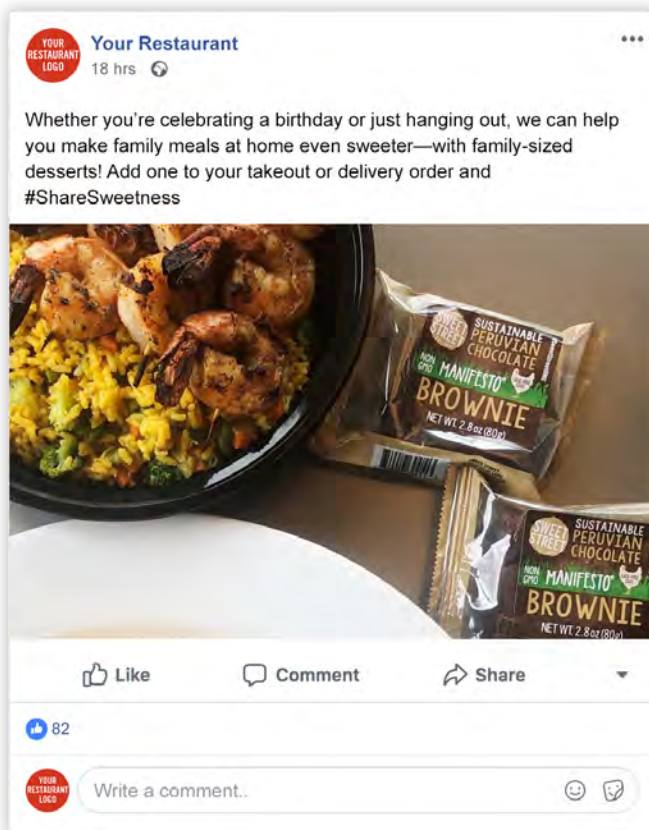 YOUR
RESTAURANT
LOGO
Your Restaurant
18 hrs
Whether you're celebrating a birthday or just hanging out, we can help
you make family meals at home even sweeter—with family-sized
desserts! Add one to your takeout or delivery order and
#ShareSweetness
SWEET
STREET
SUSTAINABLE
PERUVIAN
CHOCOLATE
NON
GMO
MANIFESTO®
BROWNIE
NET WT. 2.8 oz (80g)
SWEET
STREET
SUSTAINABLE
PERUVIAN
CHOCOLATE
NON
GMO
MANIFESTO®
BROWNIE
NET WT. 2.8 oz (80g)
Like
Comment
Share
82
YOUR
RESTAURANT
LOGO
Write a comment..